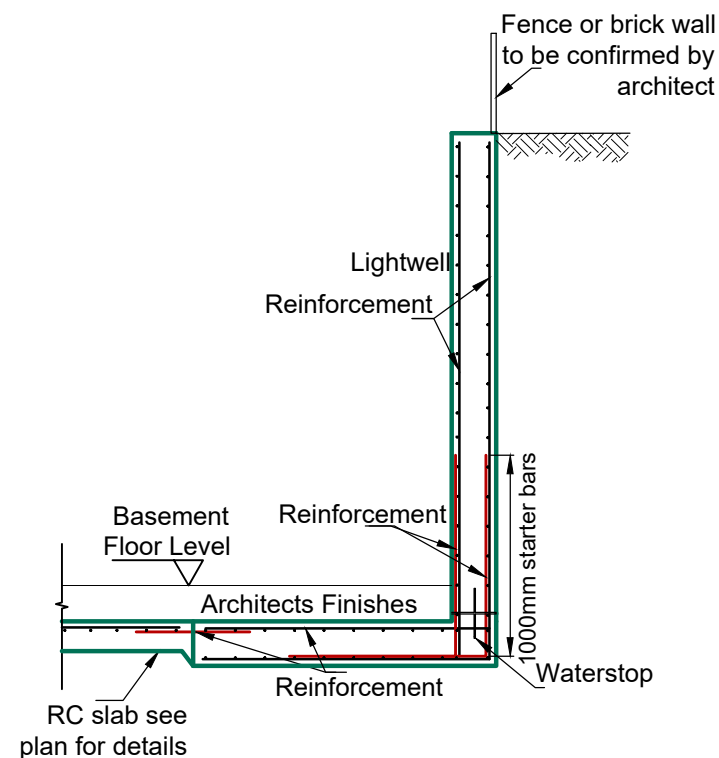 Fence or brick wall
to be confirmed by
architect
Lightwell
Reinforcement
1000mm starter bars
Reinforcement
Basement
Floor Level
Architects Finishes
Waterstop
Reinforcement
RC slab see
plan for details